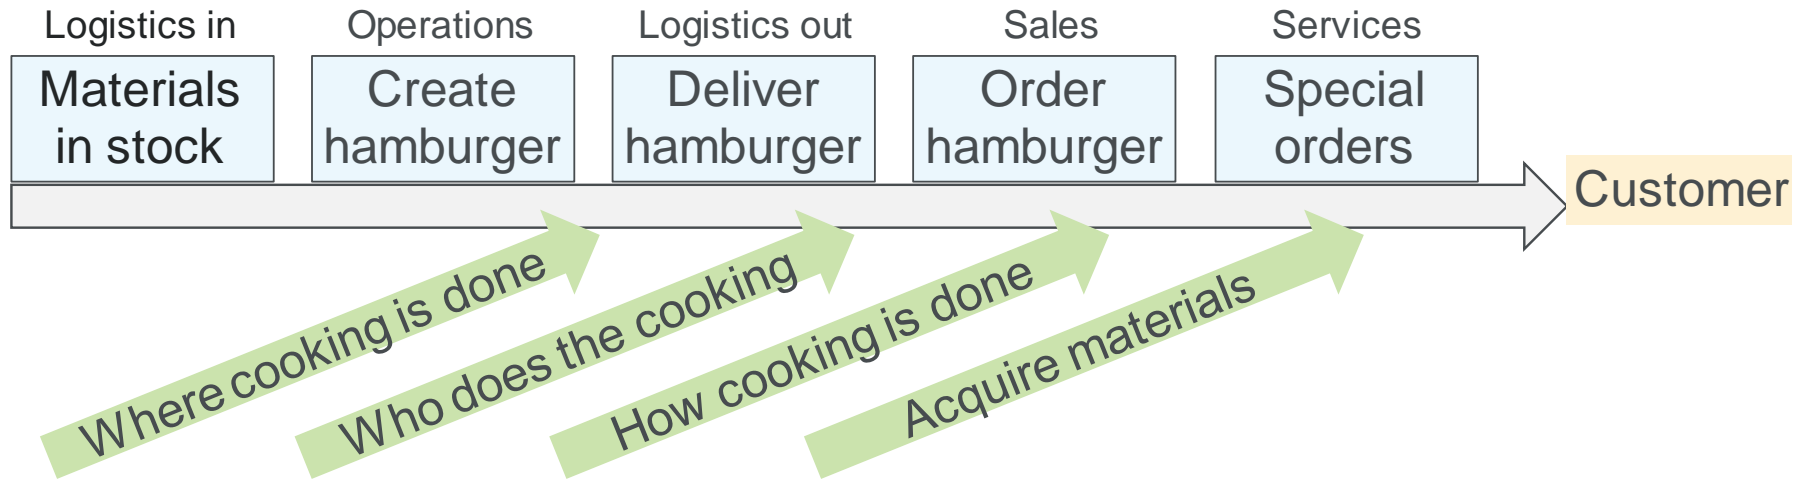 Logistics in
Operations
Logistics out
Sales
Services
Materials
in stock
Create
hamburger
Deliver
hamburger
Order
hamburger
Special
orders
Customer
Where cooking is done
Who does the cooking
How cooking is done
Acquire materials